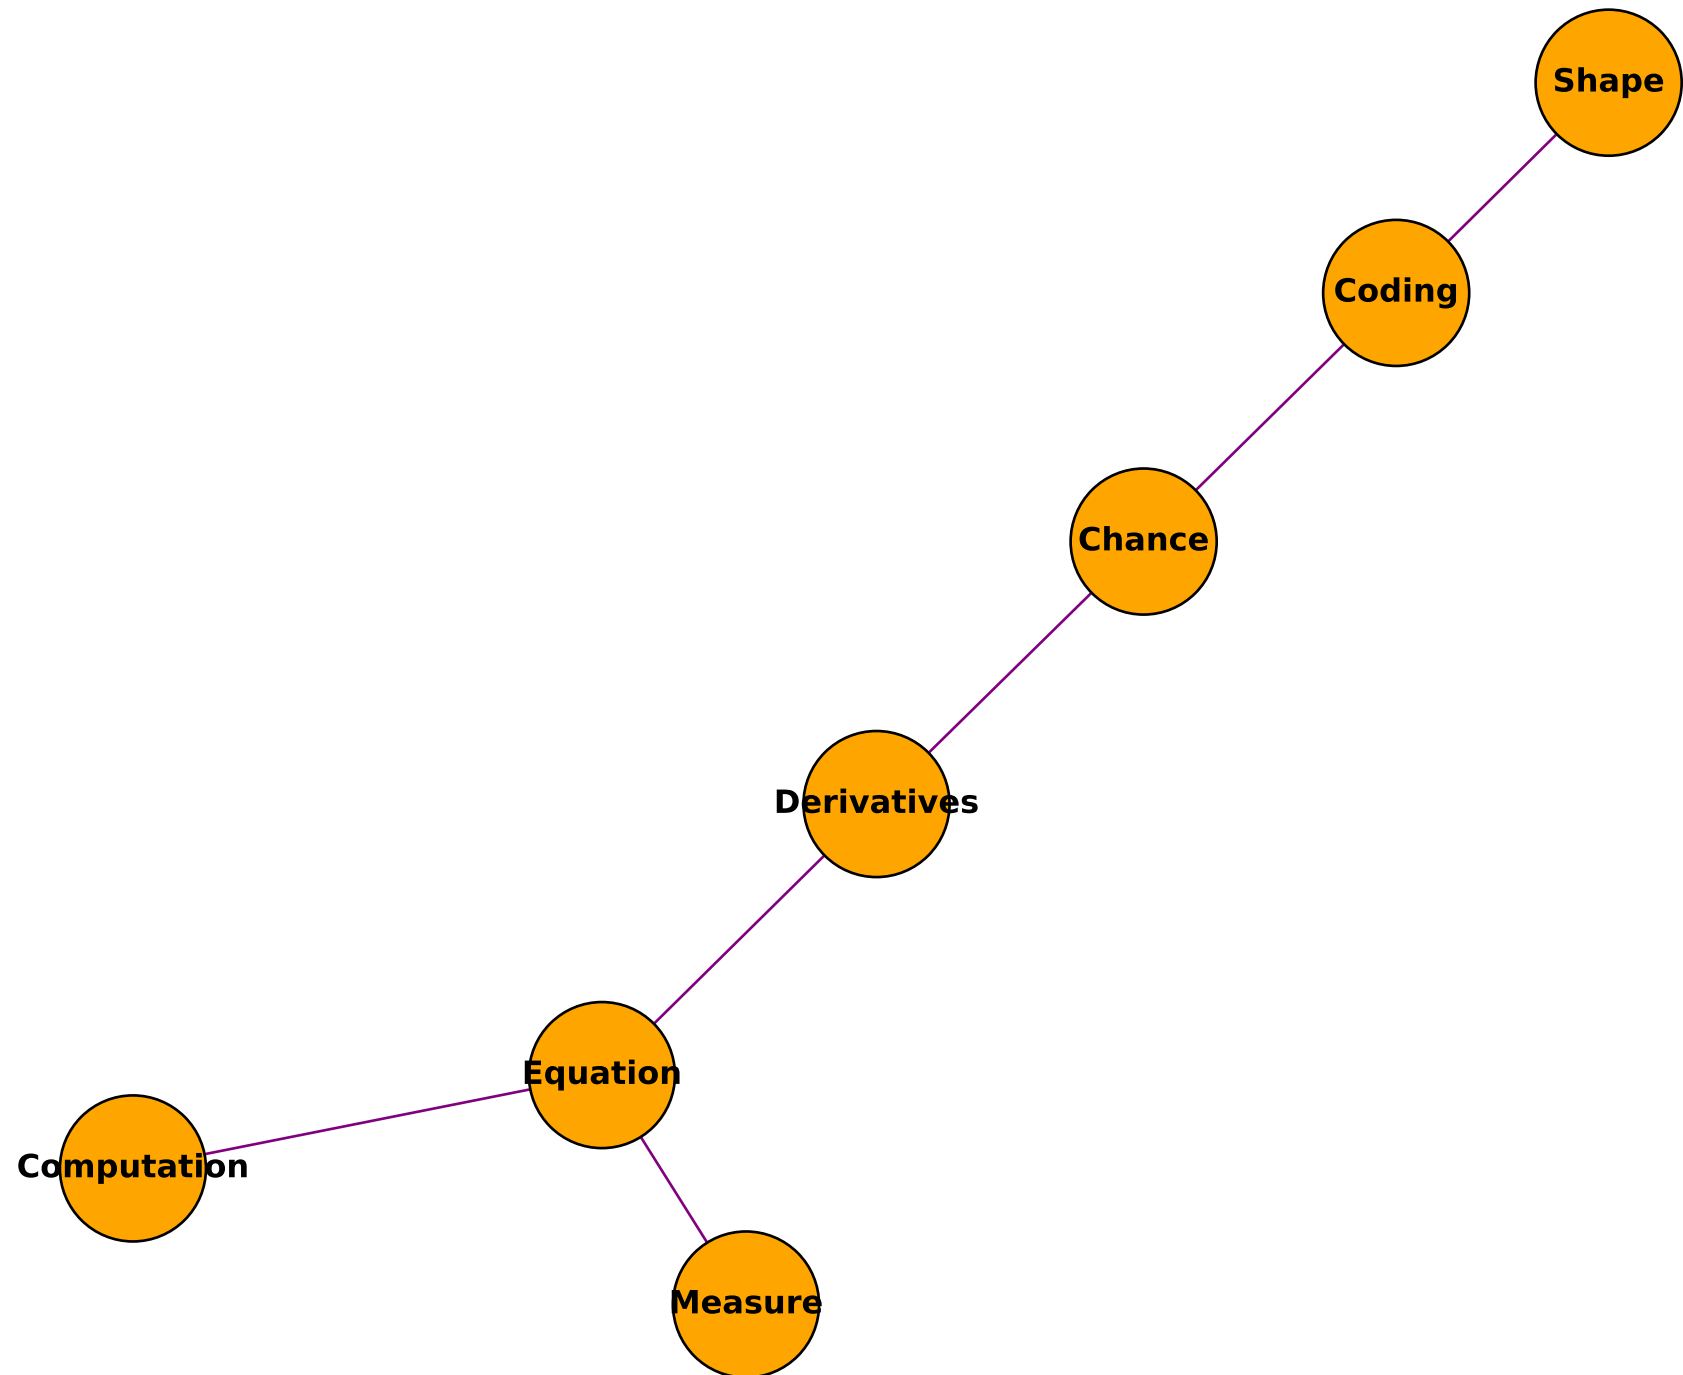 Shape
Coding
Chance
Derivatives
Equation
Computation
Measure